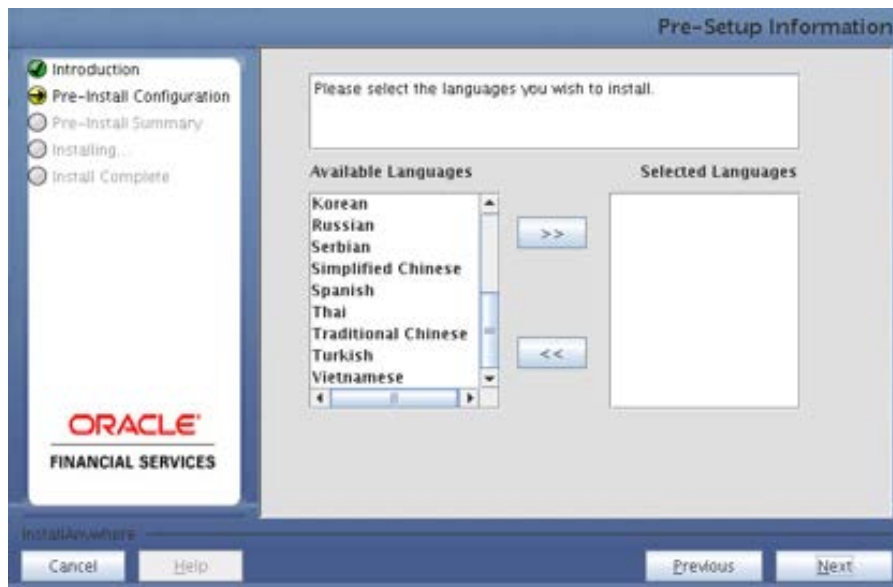 Pre-Setup Information
Introduction
Pre-Install Configuration
Pre-Install Summary
Installing...
Install Complete
ORACLE
FINANCIAL SERVICES
Please select the languages you wish to install.
Available Languages
Selected Languages
Korean
Russian
Serbian
Simplified Chinese
Spanish
Thai
Traditional Chinese
Turkish
Vietnamese
>>
<<
InstallAnywhere
Cancel
Help
Previous
Next